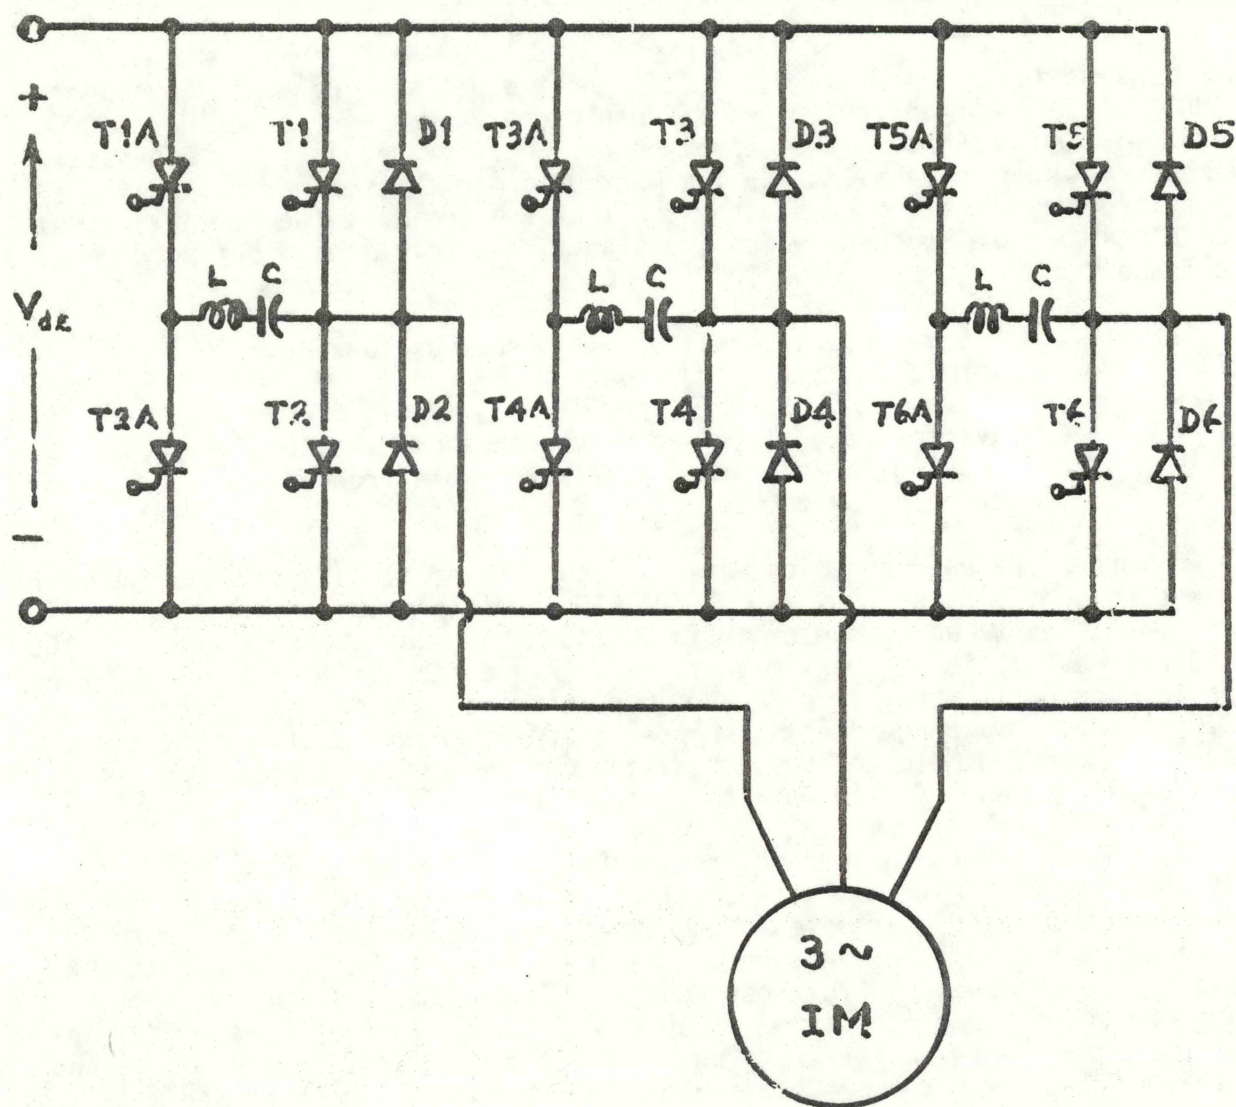 +
T1A T1 D1 T3A T3 D3 T5A T5 D5
L C L C L C
Vdc
T2A T2 D2 T4A T4 D4 T6A T6 D6
−
3 ~
IM